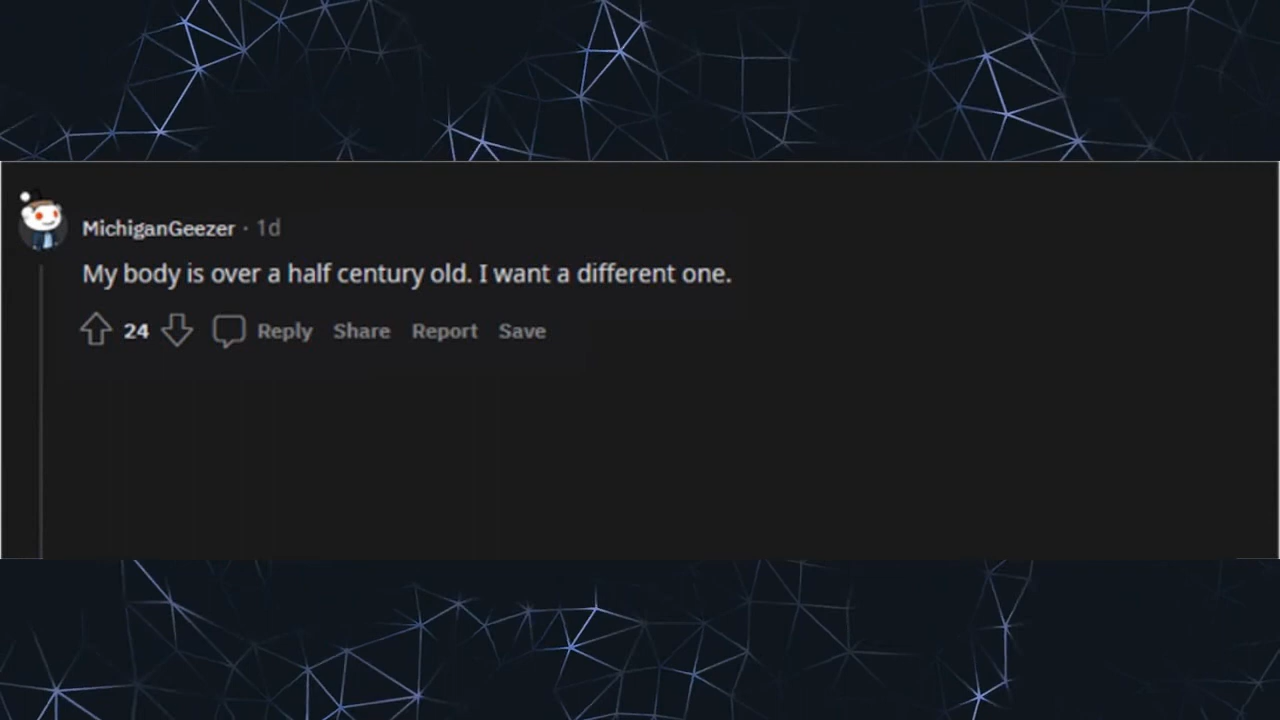 MichiganGeezer · 1d
My body is over a half century old. I want a different one.
24 Reply Share Report Save